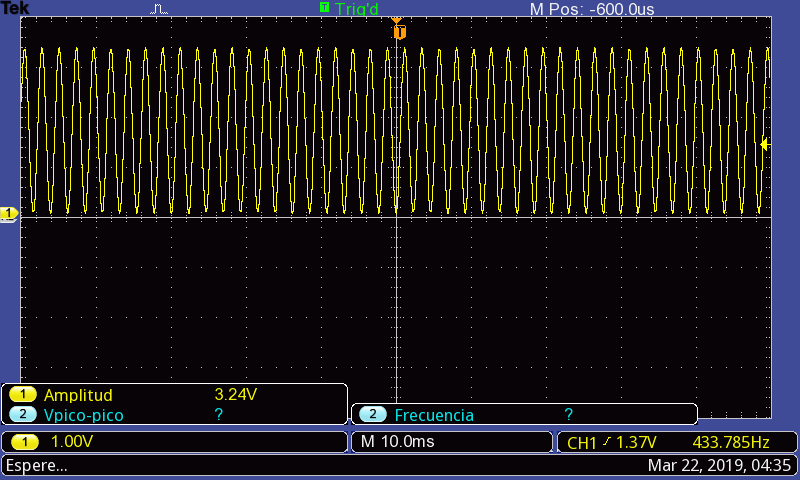 Tek T Trig'd M Pos: -600.0us
T
1
1 Amplitud 3.24V
2 Vpico-pico ?
2 Frecuencia ?
1 1.00V M 10.0ms CH1 1.37V 433.785Hz
Espere... Mar 22, 2019, 04:35